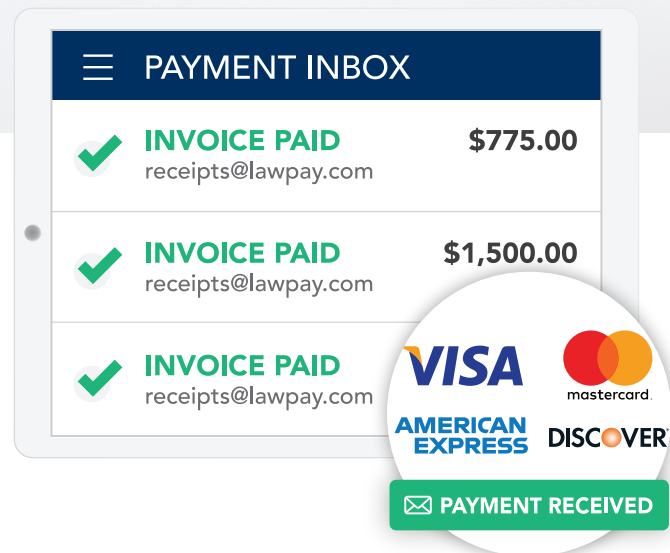 PAYMENT INBOX
INVOICE PAID $775.00
receipts@lawpay.com
INVOICE PAID $1,500.00
receipts@lawpay.com
INVOICE PAID
receipts@lawpay.com
VISA
mastercard.
AMERICAN
EXPRESS
DISCOVER
PAYMENT RECEIVED